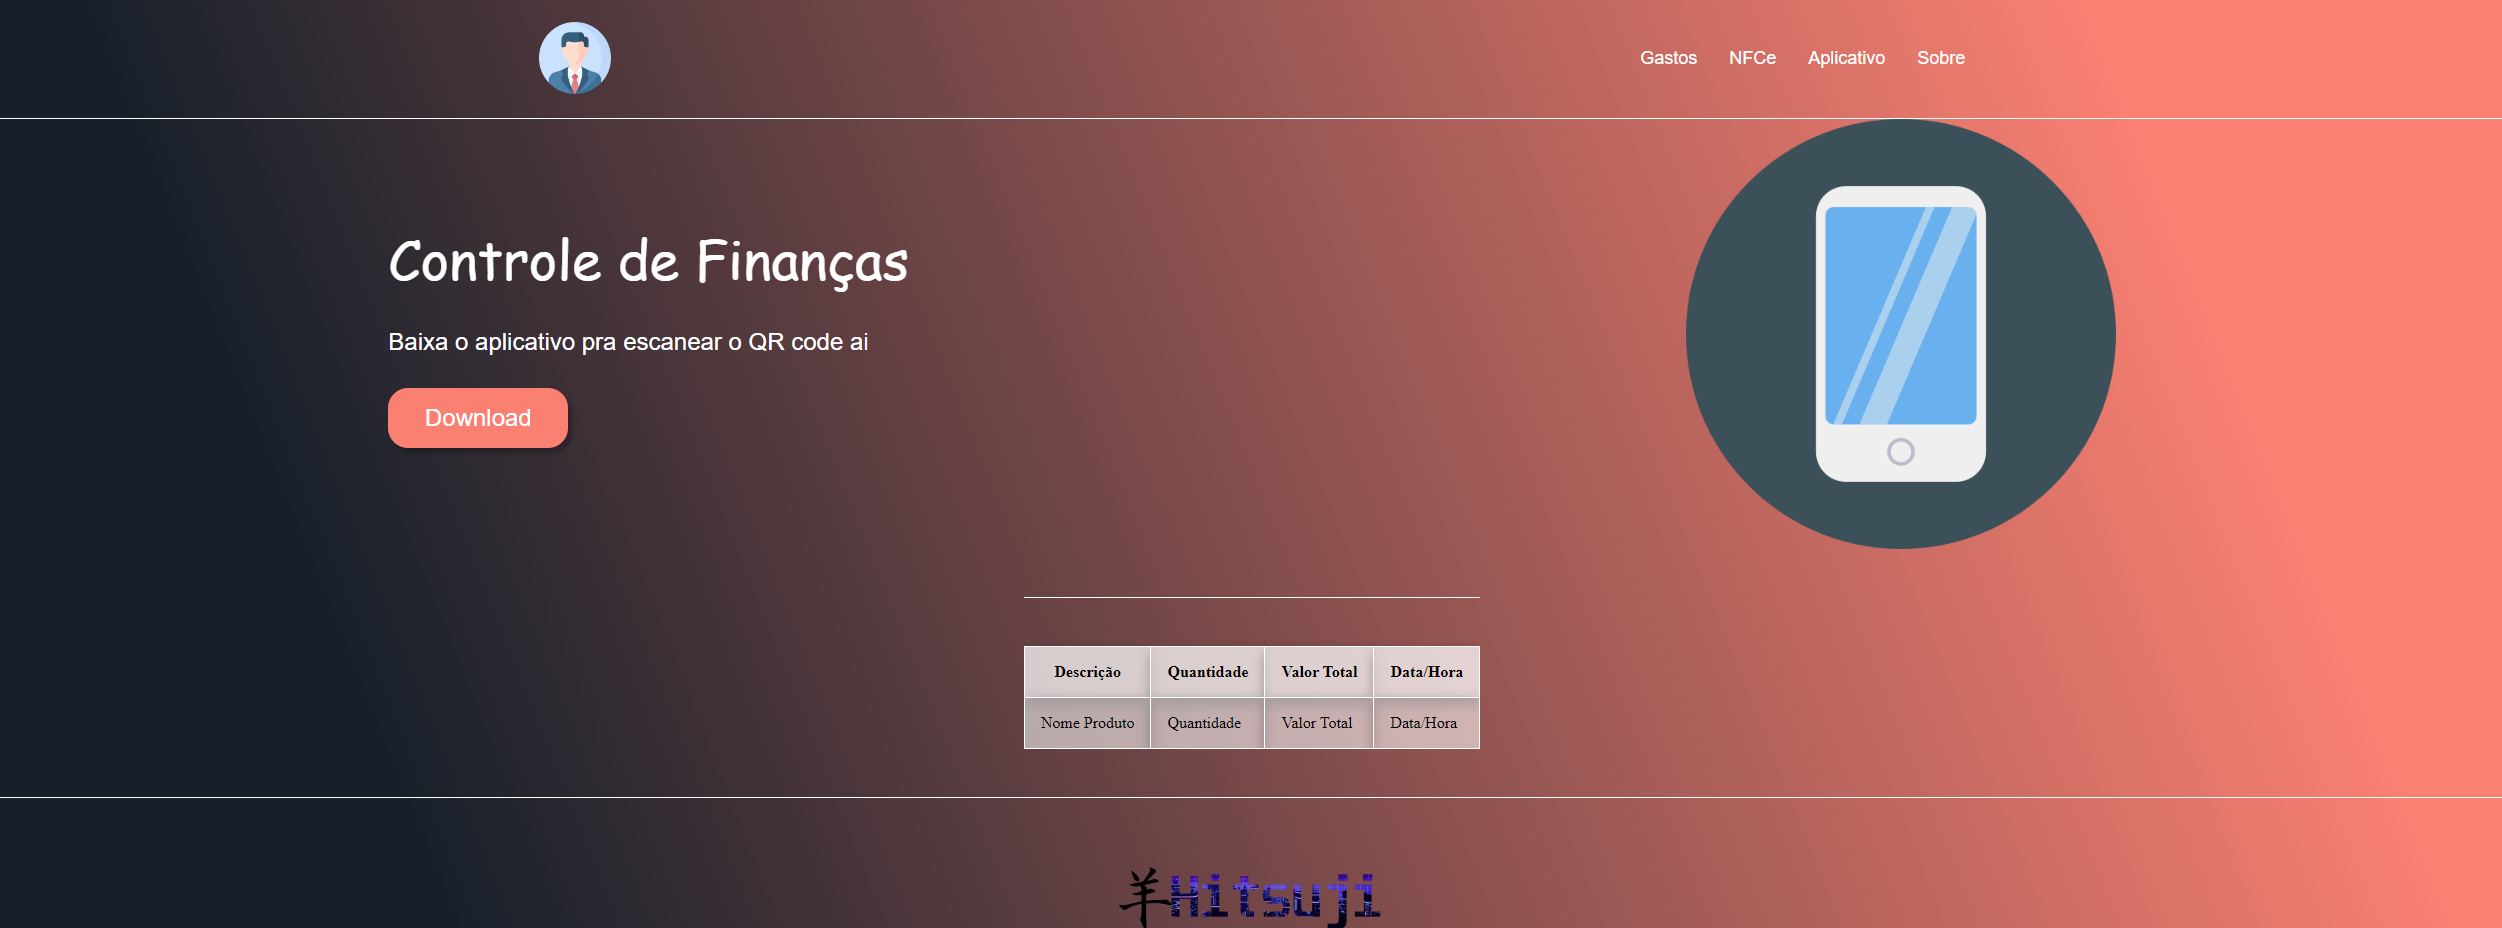 Gastos NFCe Aplicativo Sobre
Controle de Finanças
Baixa o aplicativo pra escanear o QR code ai
Download
Descrição Quantidade Valor Total Data/Hora
Nome Produto Quantidade Valor Total Data/Hora
羊Hitsuji